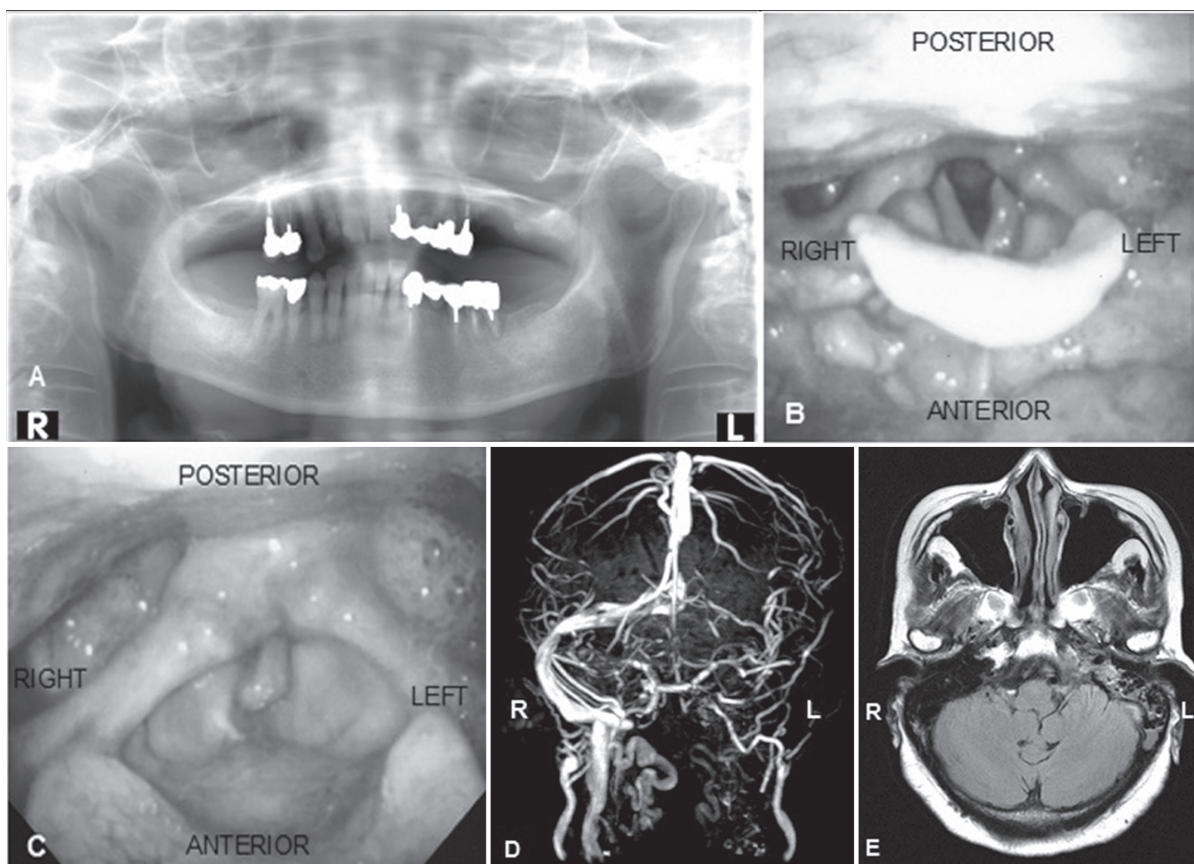 A
R
L
POSTERIOR
RIGHT
LEFT
ANTERIOR
B
POSTERIOR
RIGHT
LEFT
ANTERIOR
C
R
L
D
R
L
E